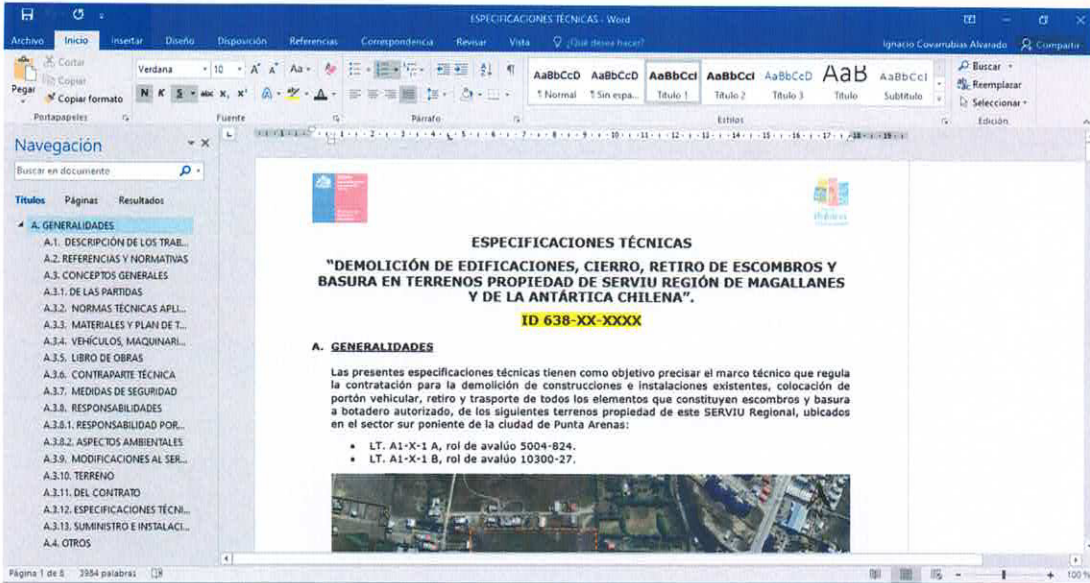 ESPECIFICACIONES TÉCNICAS - Word
Archivo Inicio Insertar Diseño Disposición Referencias Correspondencia Revisar Vista ¿Qué desea hacer? Ignacio Covarrubias Alvarado Compartir
Pegar
Cortar
Copiar
Copiar formato
Portapapeles
Verdana 10
N K S abc
Fuente
Párrafo
AaBbCcD AaBbCcD AaBbCcI AaBbCcI AaBbCcD AaB AaBbCcI
¶ Normal ¶ Sin espa... Título 1 Título 2 Título 3 Título Subtítulo
Estilos
Buscar
Reemplazar
Seleccionar
Edición
Navegación
Buscar en documento
Títulos Páginas Resultados
A. GENERALIDADES
A.1. DESCRIPCIÓN DE LOS TRAB...
A.2. REFERENCIAS Y NORMATIVAS
A.3. CONCEPTOS GENERALES
A.3.1. DE LAS PARTIDAS
A.3.2. NORMAS TÉCNICAS APLI...
A.3.3. MATERIALES Y PLAN DE T...
A.3.4. VEHÍCULOS, MAQUINARI...
A.3.5. LIBRO DE OBRAS
A.3.6. CONTRAPARTE TÉCNICA
A.3.7. MEDIDAS DE SEGURIDAD
A.3.8. RESPONSABILIDADES
A.3.8.1. RESPONSABILIDAD POR...
A.3.8.2. ASPECTOS AMBIENTALES
A.3.9. MODIFICACIONES AL SER...
A.3.10. TERRENO
A.3.11. DEL CONTRATO
A.3.12. ESPECIFICACIONES TÉCNI...
A.3.13. SUMINISTRO E INSTALACI...
A.4. OTROS
ESPECIFICACIONES TÉCNICAS
"DEMOLICIÓN DE EDIFICACIONES, CIERRO, RETIRO DE ESCOMBROS Y
BASURA EN TERRENOS PROPIEDAD DE SERVIU REGIÓN DE MAGALLANES
Y DE LA ANTÁRTICA CHILENA".
ID 638-XX-XXXX
A. GENERALIDADES
Las presentes especificaciones técnicas tienen como objetivo precisar el marco técnico que regula
la contratación para la demolición de construcciones e instalaciones existentes, colocación de
portón vehicular, retiro y trasporte de todos los elementos que constituyen escombros y basura
a botadero autorizado, de los siguientes terrenos propiedad de este SERVIU Regional, ubicados
en el sector sur poniente de la ciudad de Punta Arenas:
• LT. A1-X-1 A, rol de avalúo 5004-824.
• LT. A1-X-1 B, rol de avalúo 10300-27.
Página 1 de 8 3984 palabras 100 %